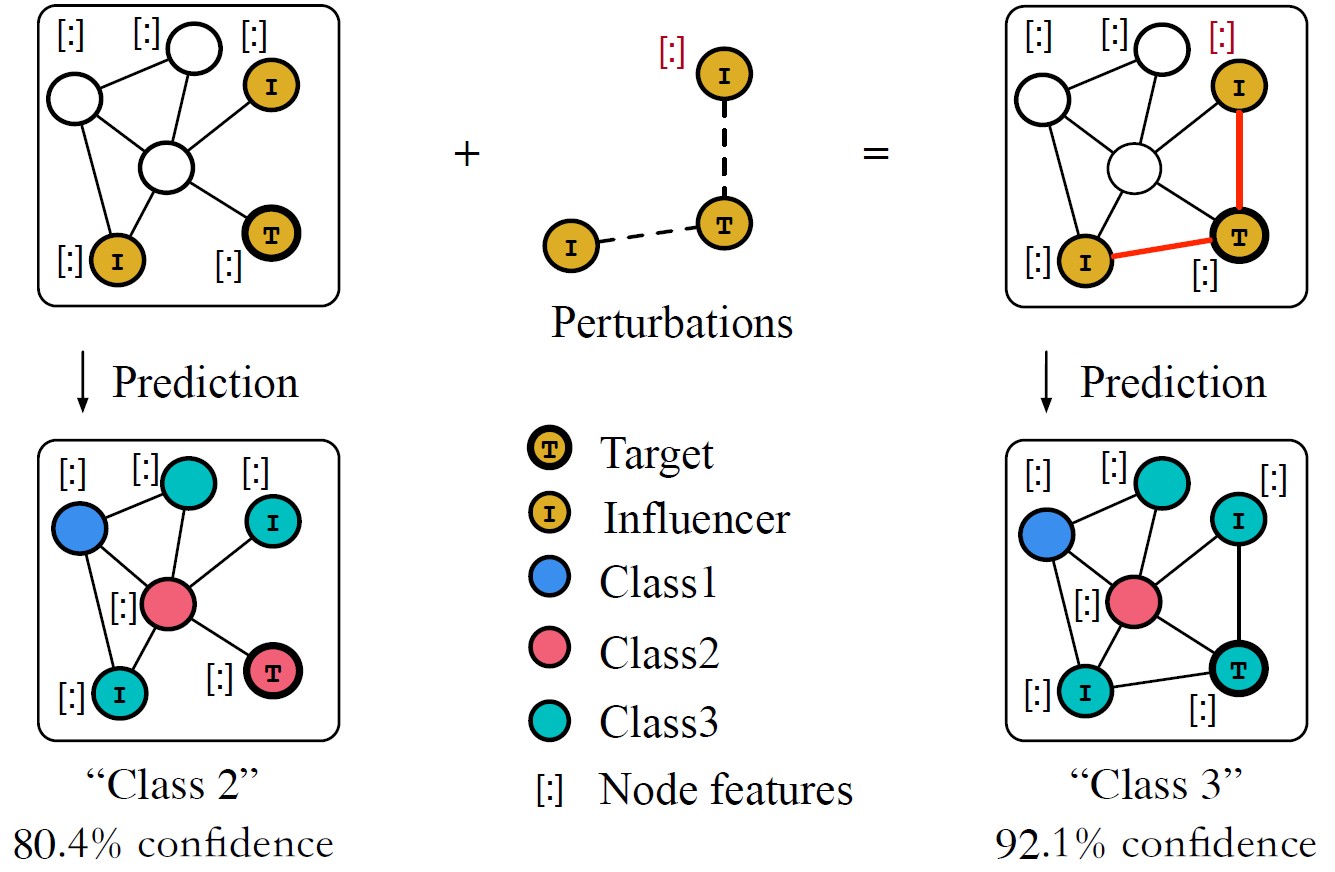 [:] [:] [:]
I
I
T
[:]
[:]
+
[:]
I
I
T
Perturbations
=
[:] [:] [:]
I
I
T
[:]
[:]
Prediction
Prediction
[:] [:] [:]
I
[:]
[:]
T
[:]
I
“Class 2”
80.4% confidence
T Target
I Influencer
Class1
Class2
Class3
[:] Node features
[:] [:] [:]
I
[:]
T
[:]
I
[:]
“Class 3”
92.1% confidence